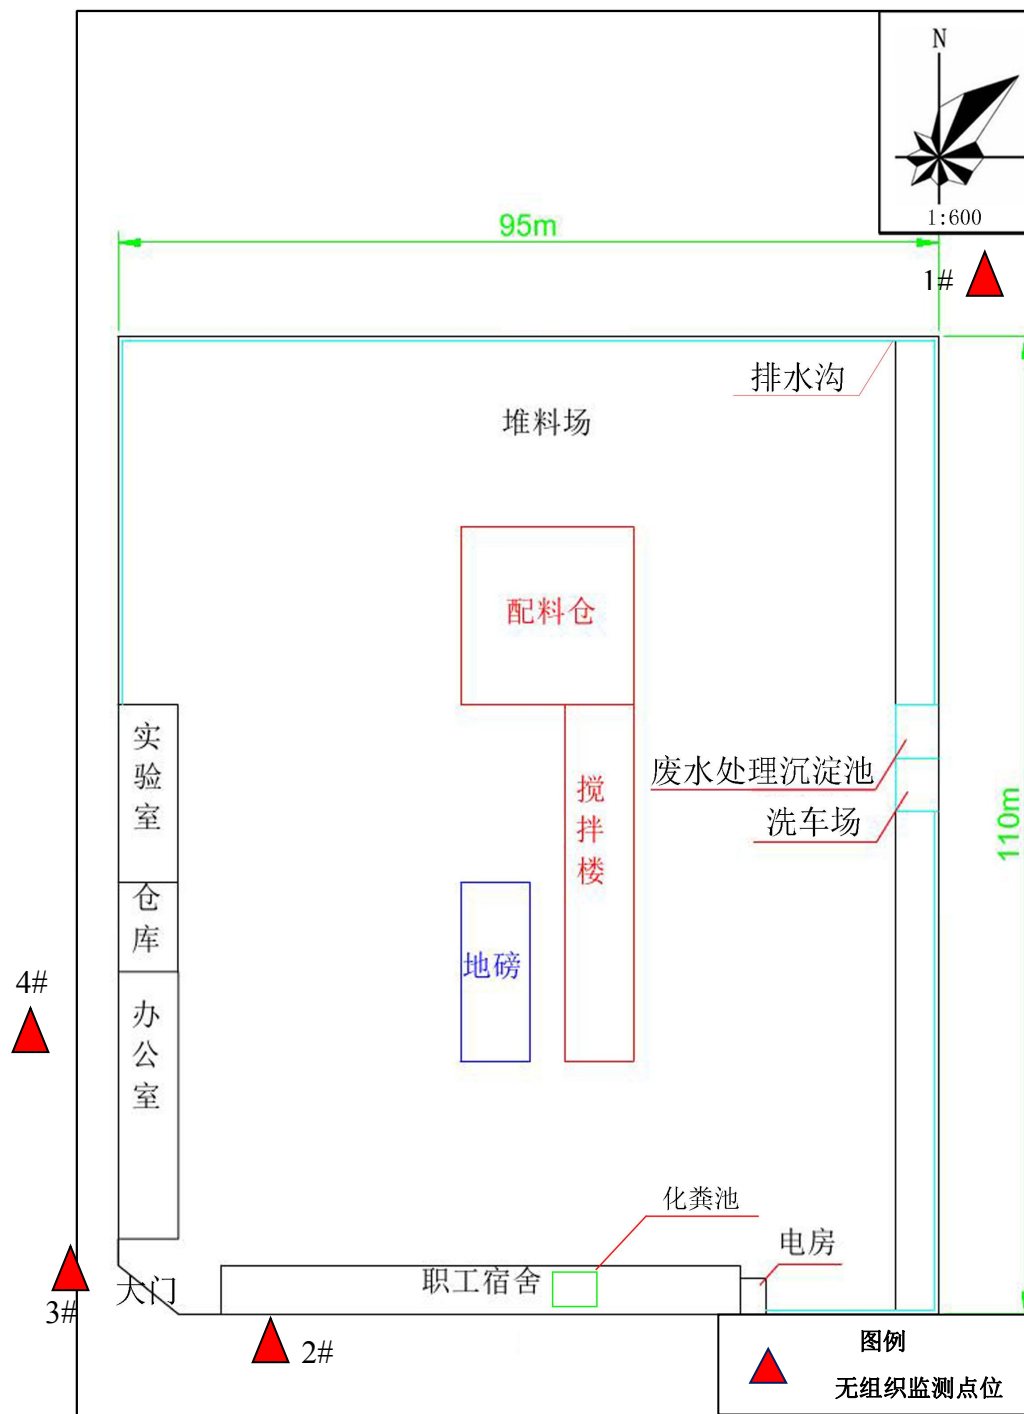 N
1:600
95m
1#
排水沟
堆料场
配料仓
实验室
废水处理沉淀池
搅拌楼
洗车场
110m
仓库
地磅
4#
办公室
化粪池
电房
职工宿舍
大门
3#
2#
图例
无组织监测点位